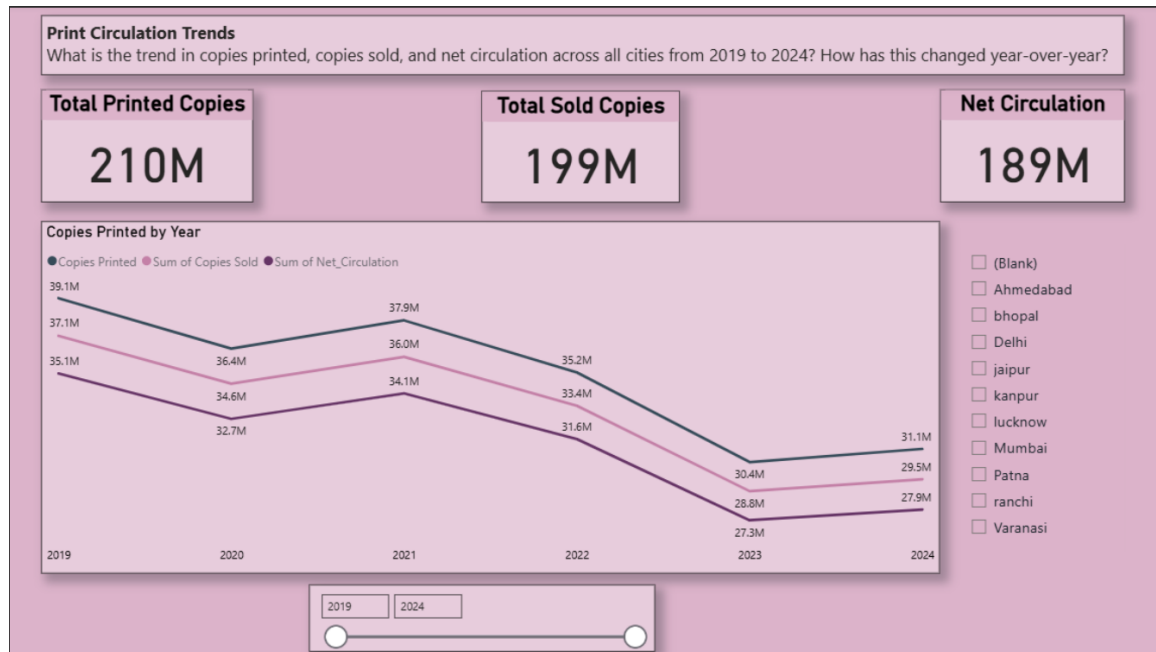 Print Circulation Trends
What is the trend in copies printed, copies sold, and net circulation across all cities from 2019 to 2024? How has this changed year-over-year?
Total Printed Copies
210M
Total Sold Copies
199M
Net Circulation
189M
Copies Printed by Year
Copies Printed Sum of Copies Sold Sum of Net_Circulation
39.1M
37.1M
35.1M
36.4M
34.6M
32.7M
37.9M
36.0M
34.1M
35.2M
33.4M
31.6M
30.4M
28.8M
27.3M
31.1M
29.5M
27.9M
2019 2020 2021 2022 2023 2024
(Blank)
Ahmedabad
bhopal
Delhi
jaipur
kanpur
lucknow
Mumbai
Patna
ranchi
Varanasi
2019 2024